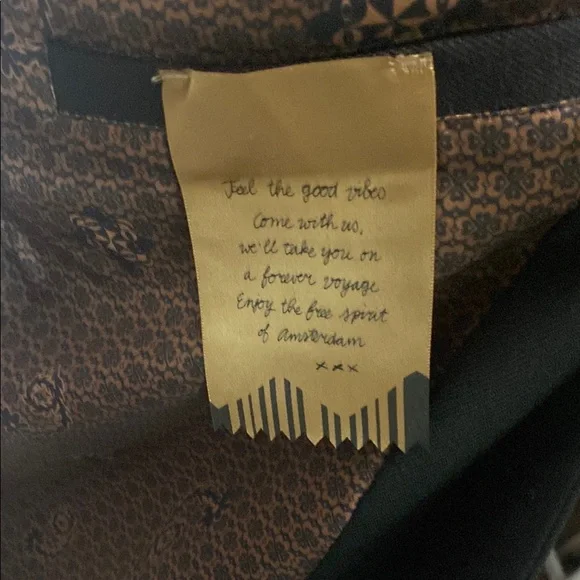 Feel the good vibes
Come with us,
we'll take you on
a forever voyage
Enjoy the free spirit
of amsterdam
xxx